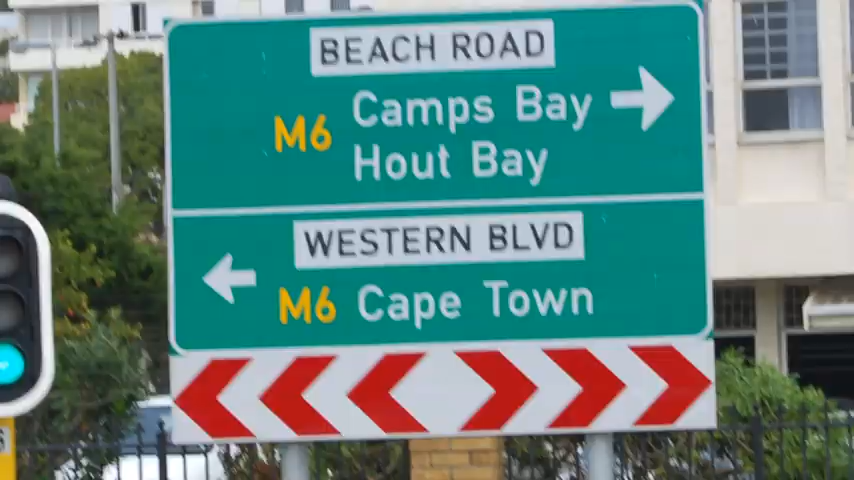 BEACH ROAD
M6 Camps Bay
Hout Bay
WESTERN BLVD
M6 Cape Town